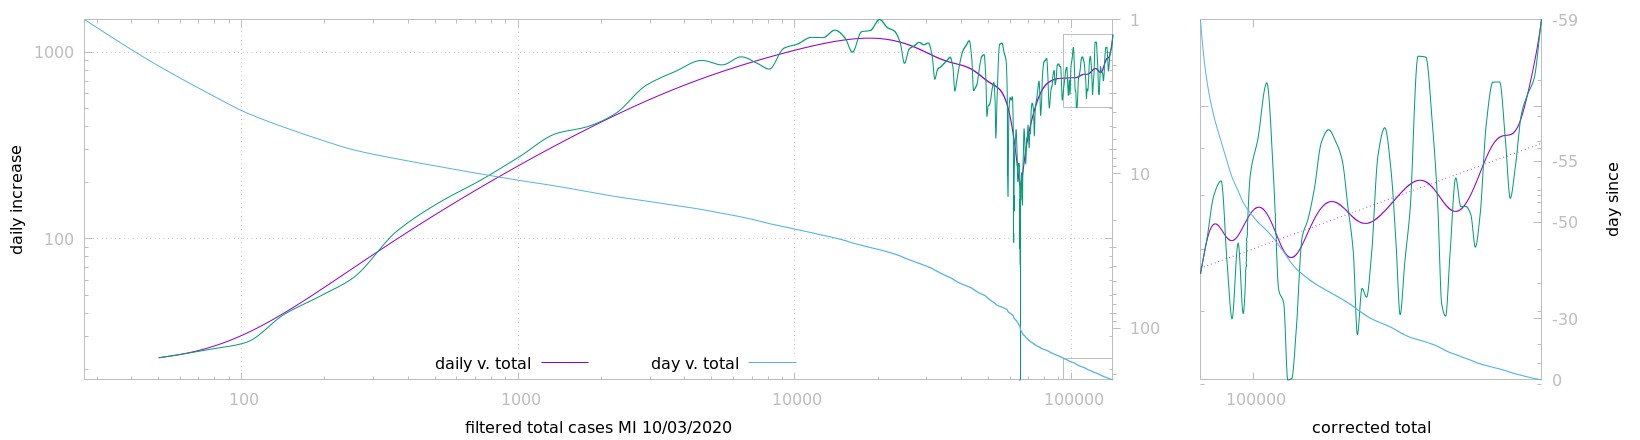 1000
100
daily increase
1
10
100
daily v. total
day v. total
100
1000
10000
100000
filtered total cases MI 10/03/2020
-59
-55
-50
-30
0
day since
100000
corrected total